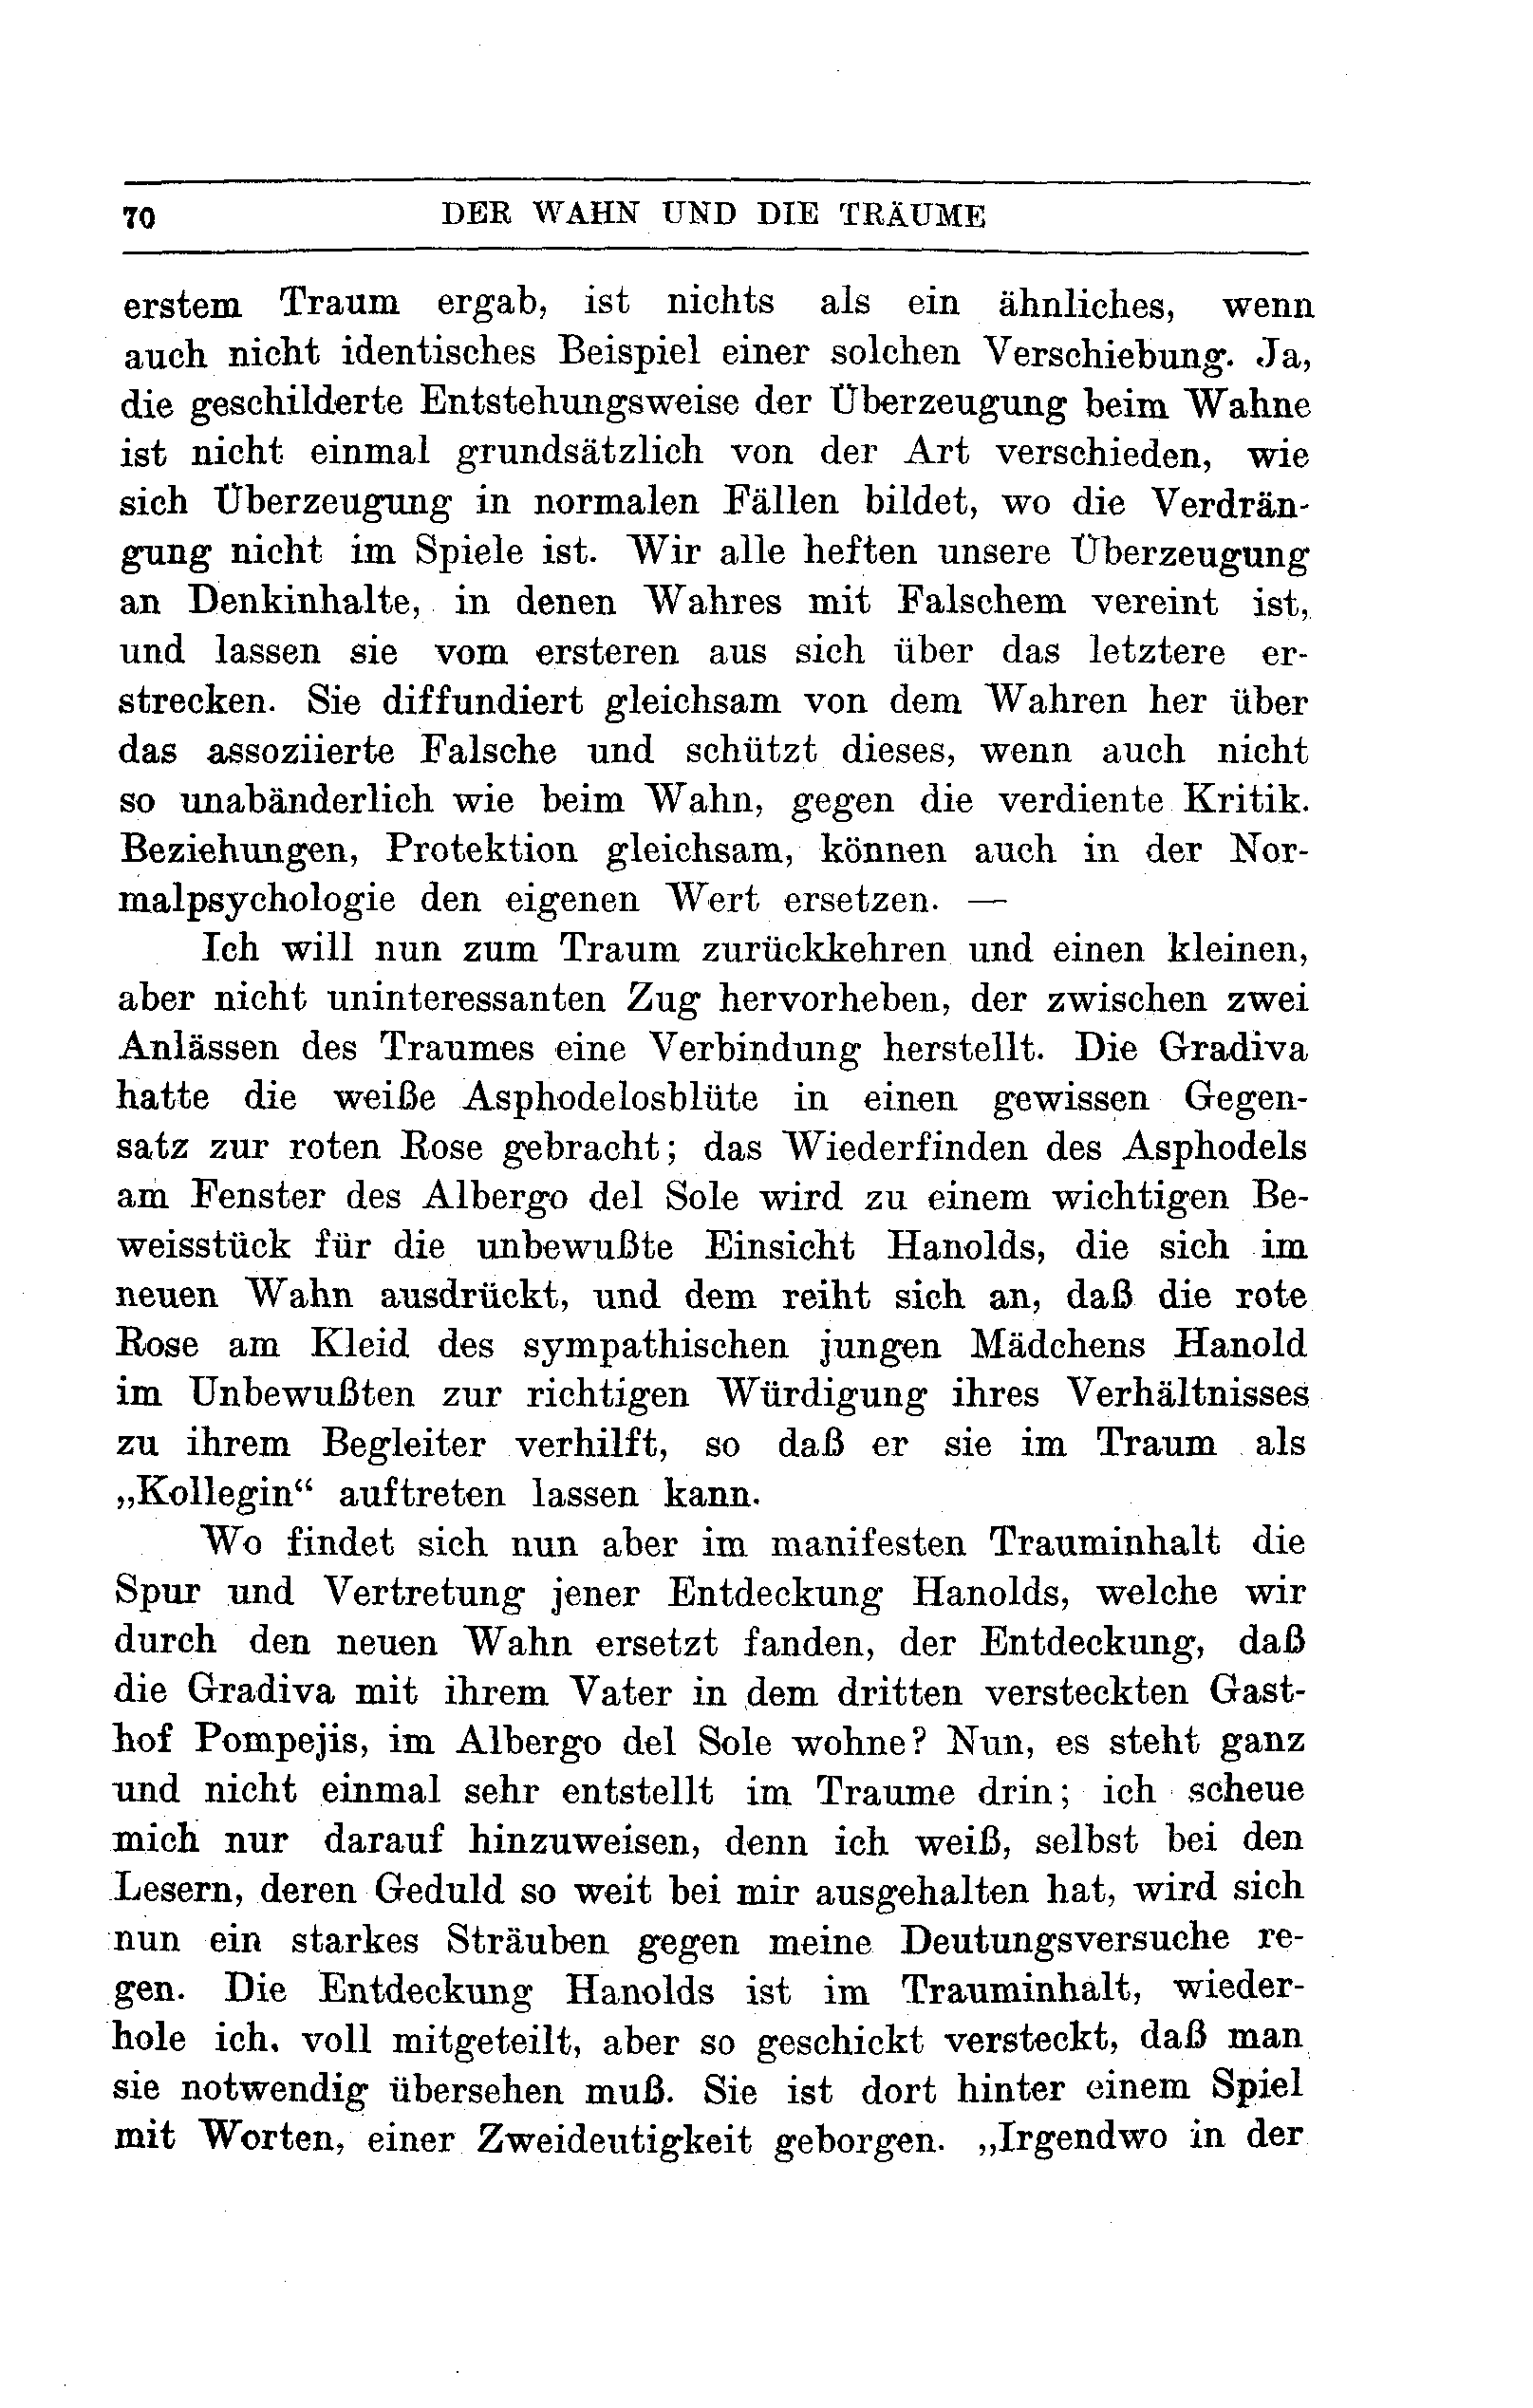 70 DER WAHN UND DIE TRÄUME
erstem Traum ergab, ist nichts als ein ähnliches, wenn
auch nicht identisches Beispiel einer solchen Verschiebung. Ja,
die geschilderte Entstehungsweise der Überzeugung beim Wahne
ist nicht einmal grundsätzlich von der Art verschieden, wie
sich Überzeugung in normalen Fällen bildet, wo die Verdrän-
gung nicht im Spiele ist. Wir alle heften unsere Überzeugung
an Denkinhalte, in denen Wahres mit Falschem vereint ist,
und lassen sie vom ersteren aus sich über das letztere er-
strecken. Sie diffundiert gleichsam von dem Wahren her über
das assoziierte Falsche und schützt dieses, wenn auch nicht
so unabänderlich wie beim Wahn, gegen die verdiente Kritik.
Beziehungen, Protektion gleichsam, können auch in der Nor-
malpsychologie den eigenen Wert ersetzen. —
Ich will nun zum Traum zurückkehren und einen kleinen,
aber nicht uninteressanten Zug hervorheben, der zwischen zwei
Anlässen des Traumes eine Verbindung herstellt. Die Gradiva
hatte die weiße Asphodelosblüte in einen gewissen Gegen-
satz zur roten Rose gebracht; das Wiederfinden des Asphodels
am Fenster des Albergo del Sole wird zu einem wichtigen Be-
weisstück für die unbewußte Einsicht Hanolds, die sich im
neuen Wahn ausdrückt, und dem reiht sich an, daß die rote
Rose am Kleid des sympathischen jungen Mädchens Hanold
im Unbewußten zur richtigen Würdigung ihres Verhältnisses
zu ihrem Begleiter verhilft, so daß er sie im Traum als
„Kollegin“ auftreten lassen kann.
Wo findet sich nun aber im manifesten Trauminhalt die
Spur und Vertretung jener Entdeckung Hanolds, welche wir
durch den neuen Wahn ersetzt fanden, der Entdeckung, daß
die Gradiva mit ihrem Vater in dem dritten versteckten Gast-
hof Pompejis, im Albergo del Sole wohne? Nun, es steht ganz
und nicht einmal sehr entstellt im Traume drin; ich scheue
mich nur darauf hinzuweisen, denn ich weiß, selbst bei den
Lesern, deren Geduld so weit bei mir ausgehalten hat, wird sich
nun ein starkes Sträuben gegen meine Deutungsversuche re-
gen. Die Entdeckung Hanolds ist im Trauminhalt, wieder-
hole ich. voll mitgeteilt, aber so geschickt versteckt, daß man
sie notwendig übersehen muß. Sie ist dort hinter einem Spiel
mit Worten, einer Zweideutigkeit geborgen. „Irgendwo in der